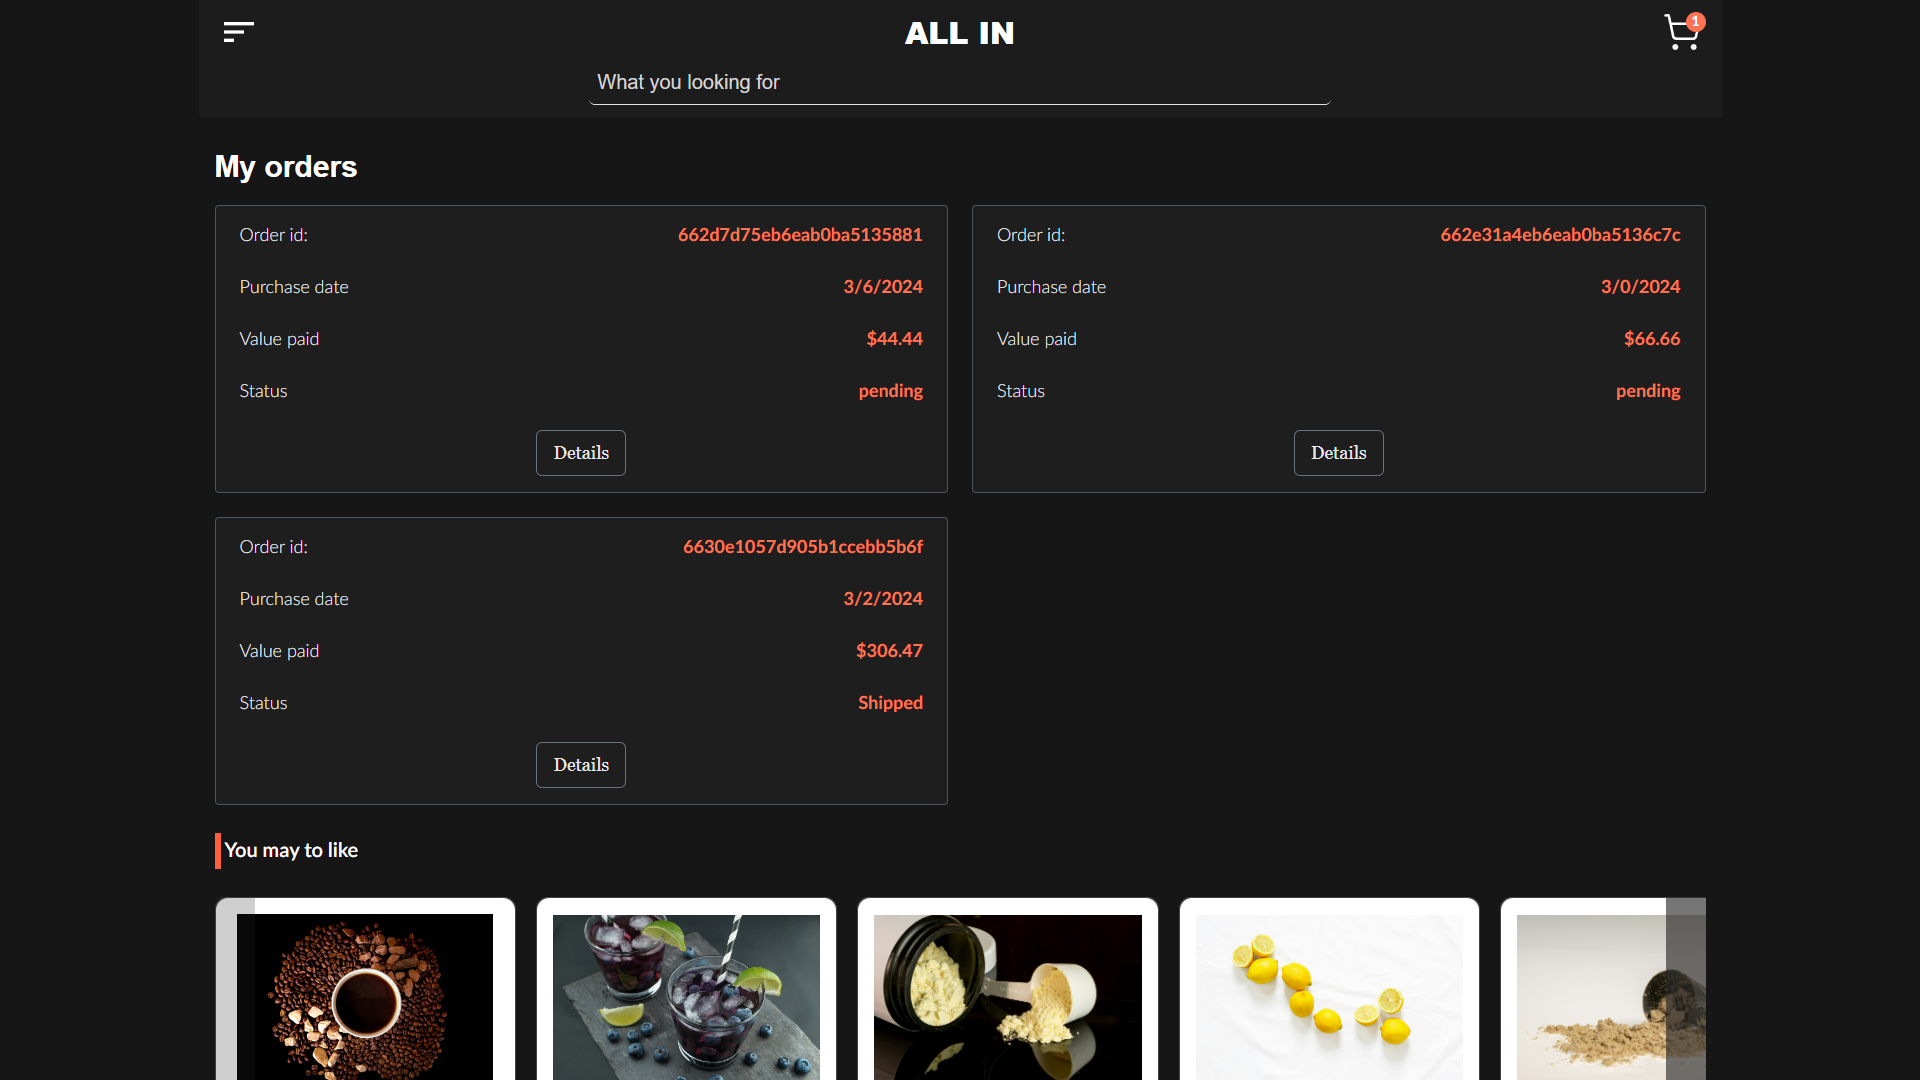 ALL IN
1
What you looking for
My orders
Order id: 662d7d75eb6eab0ba5135881
Purchase date 3/6/2024
Value paid $44.44
Status pending
Details
Order id: 662e31a4eb6eab0ba5136c7c
Purchase date 3/0/2024
Value paid $66.66
Status pending
Details
Order id: 6630e1057d905b1ccebb5b6f
Purchase date 3/2/2024
Value paid $306.47
Status Shipped
Details
You may to like